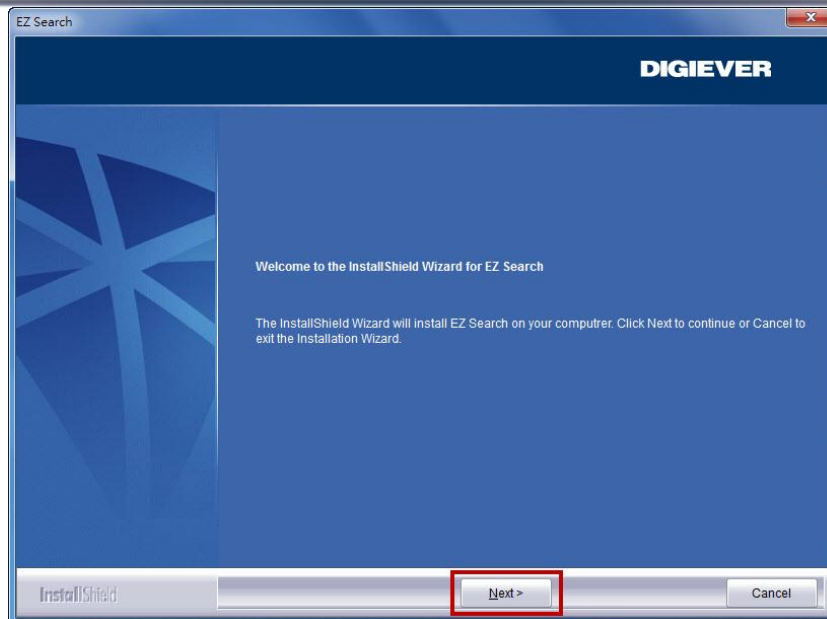 EZ Search
DIGIEVER
Welcome to the InstallShield Wizard for EZ Search
The InstallShield Wizard will install EZ Search on your computrer. Click Next to continue or Cancel to
exit the Installation Wizard.
InstallShield
Next >
Cancel